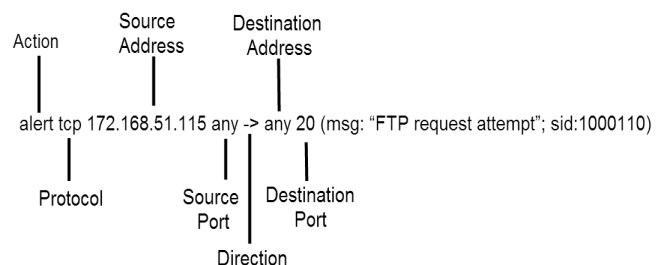 Source
Address
Destination
Address
Action
alert tcp 172.168.51.115 any -> any 20 (msg: “FTP request attempt”; sid:1000110)
Protocol
Source
Port
Destination
Port
Direction